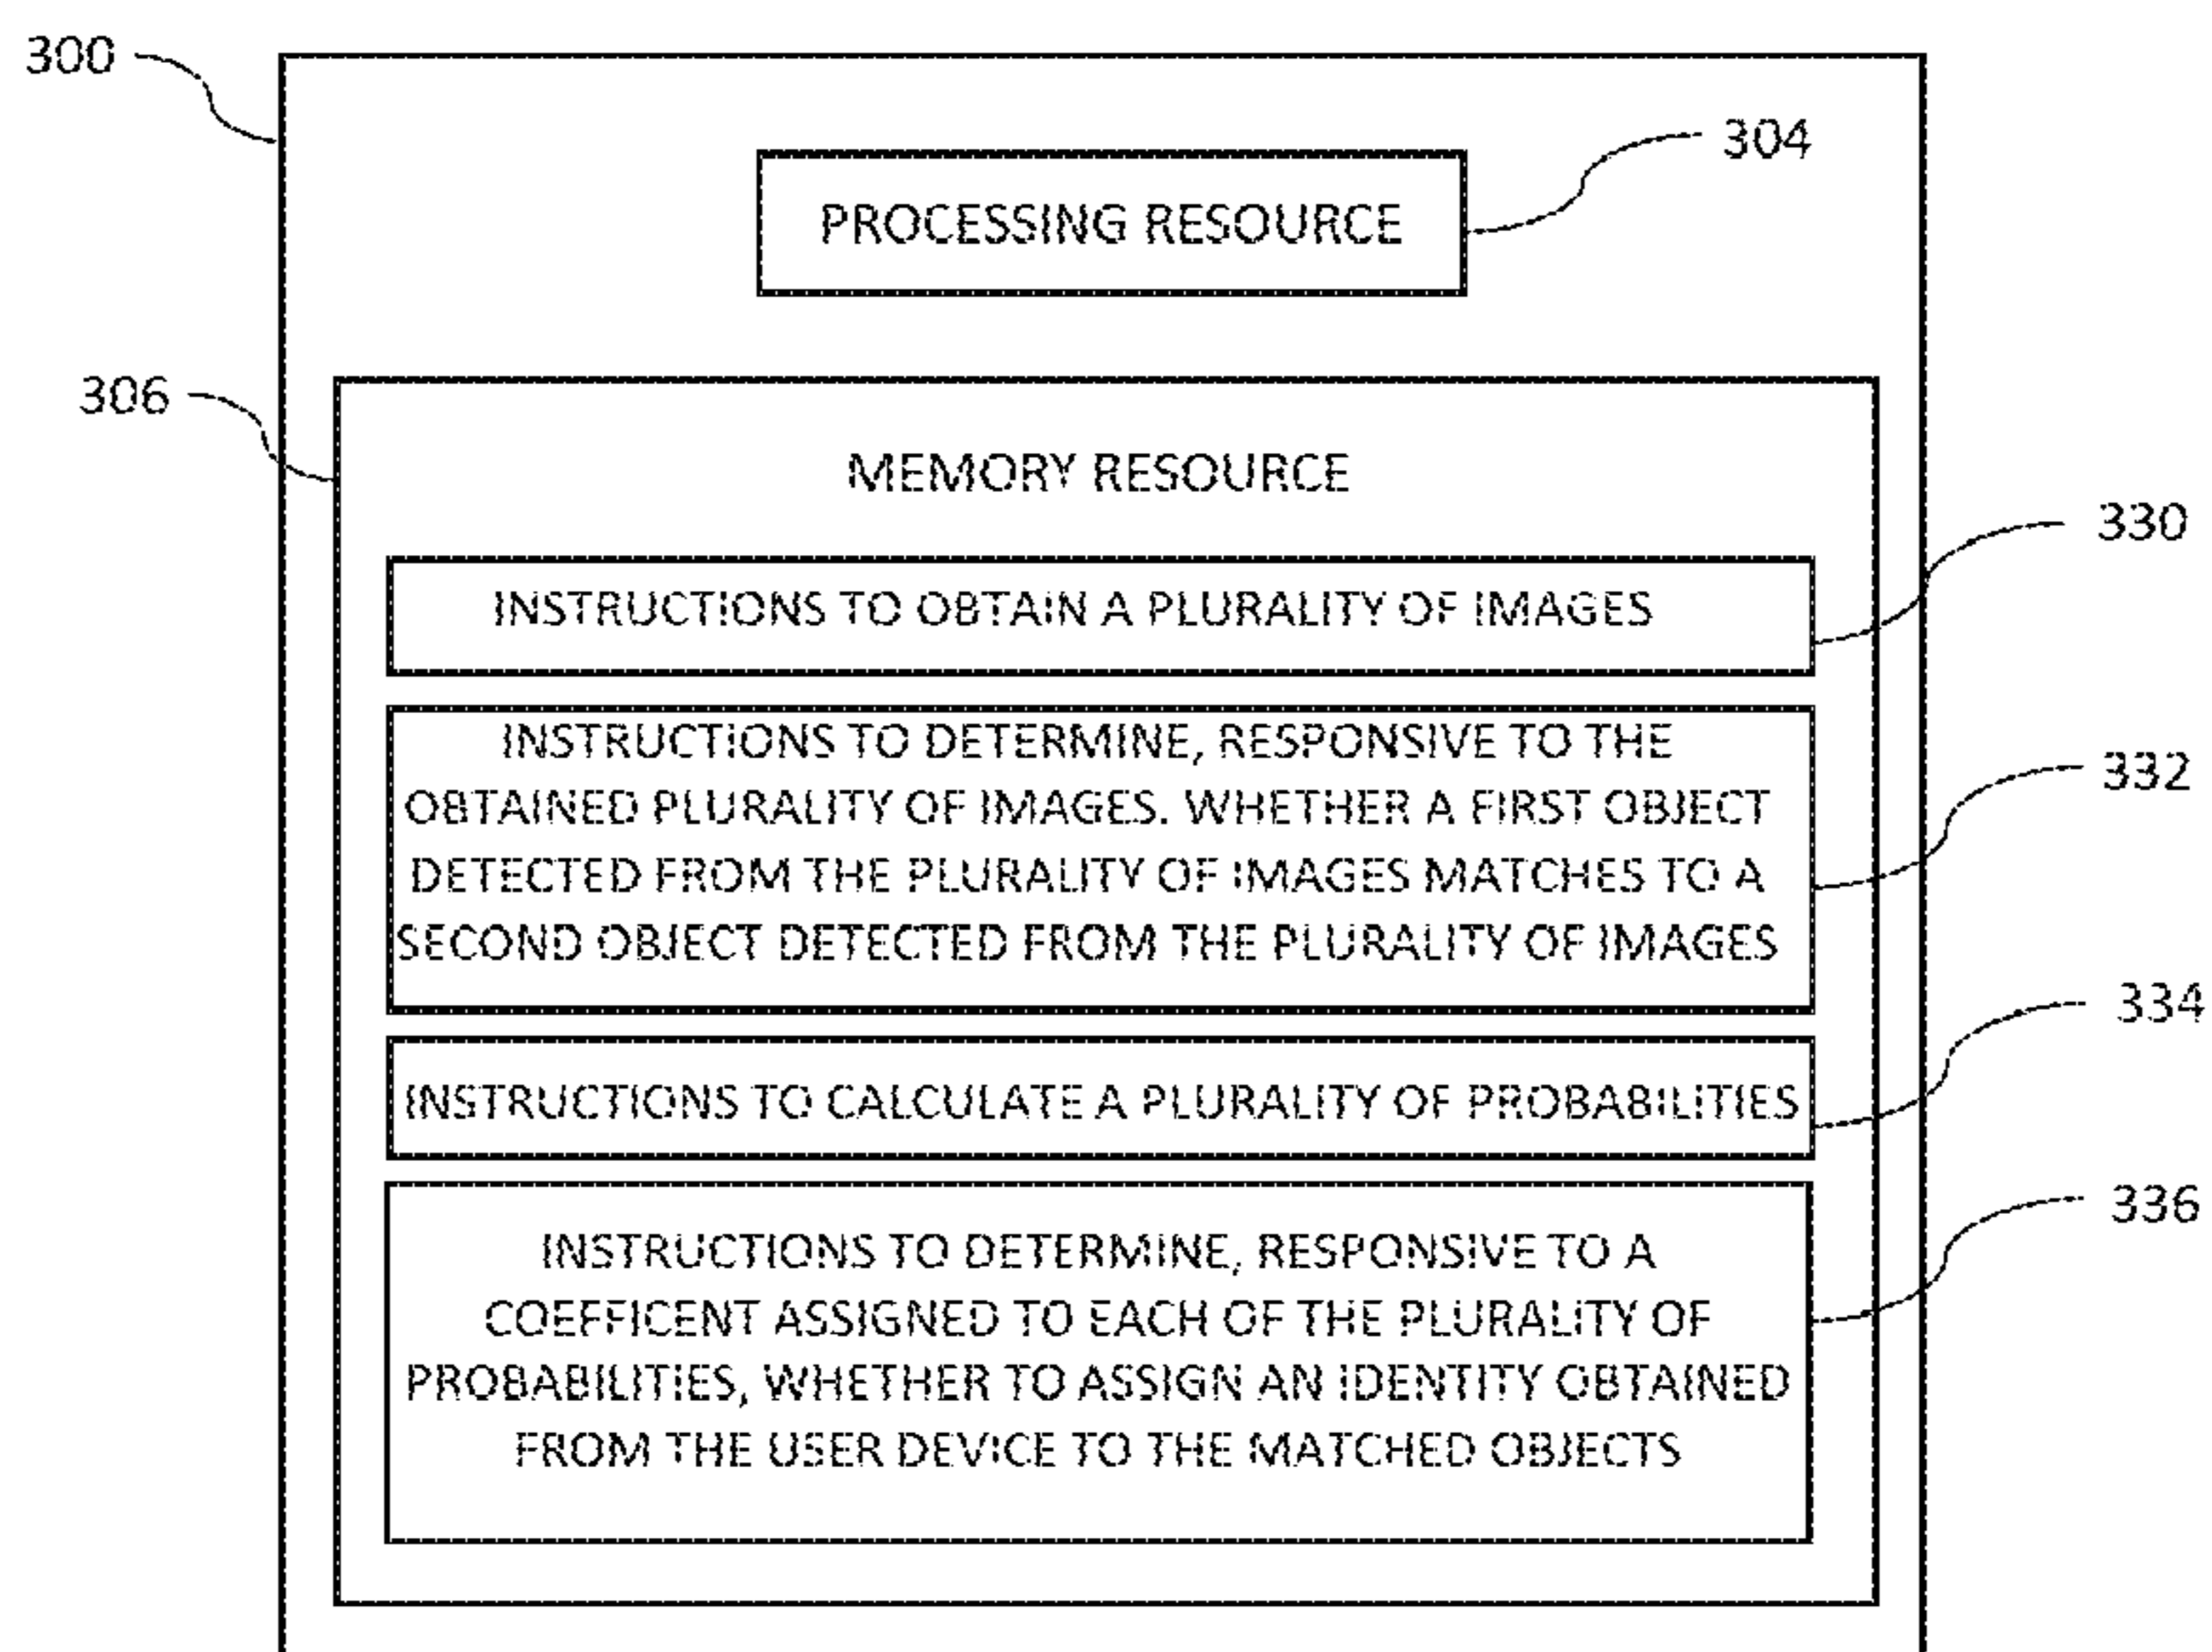 300
304
PROCESSING RESOURCE
306
MEMORY RESOURCE
330
INSTRUCTIONS TO OBTAIN A PLURALITY OF IMAGES
INSTRUCTIONS TO DETERMINE, RESPONSIVE TO THE
332
OBTAINED PLURALITY OF IMAGES. WHETHER A FIRST OBJECT
DETECTED FROM THE PLURALITY OF IMAGES MATCHES TO A
SECOND OBJECT DETECTED FROM THE PLURALITY OF IMAGES
334
INSTRUCTIONS TO CALCULATE A PLURALITY OF PROBABILITIES
336
INSTRUCTIONS TO DETERMINE, RESPONSIVE TO A
COEFFICENT ASSIGNED TO EACH OF THE PLURALITY OF
PROBABILITIES, WHETHER TO ASSIGN AN IDENTITY OBTAINED
FROM THE USER DEVICE TO THE MATCHED OBJECTS